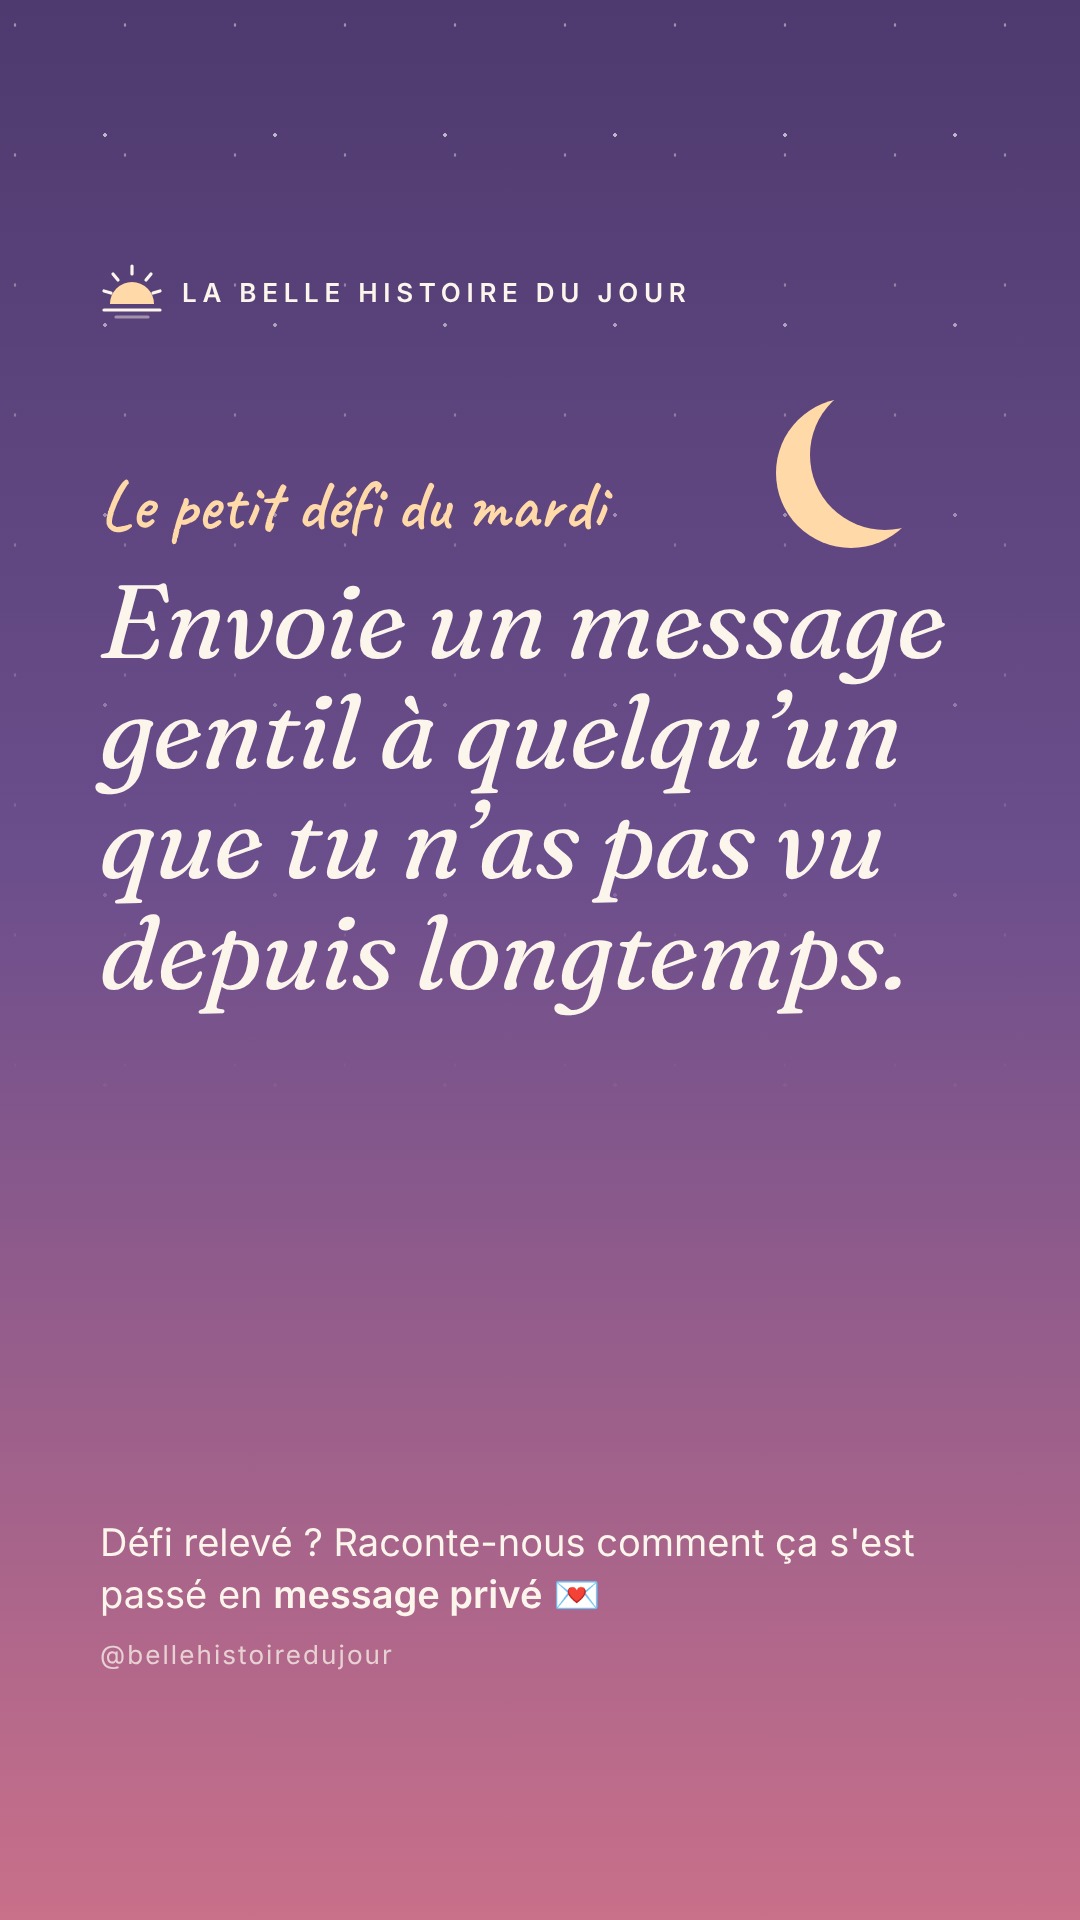 LA BELLE HISTOIRE DU JOUR
Le petit défi du mardi
Envoie un message
gentil à quelqu’un
que tu n’as pas vu
depuis longtemps.
Défi relevé ? Raconte-nous comment ça s'est
passé en message privé 💌
@bellehistoiredujour